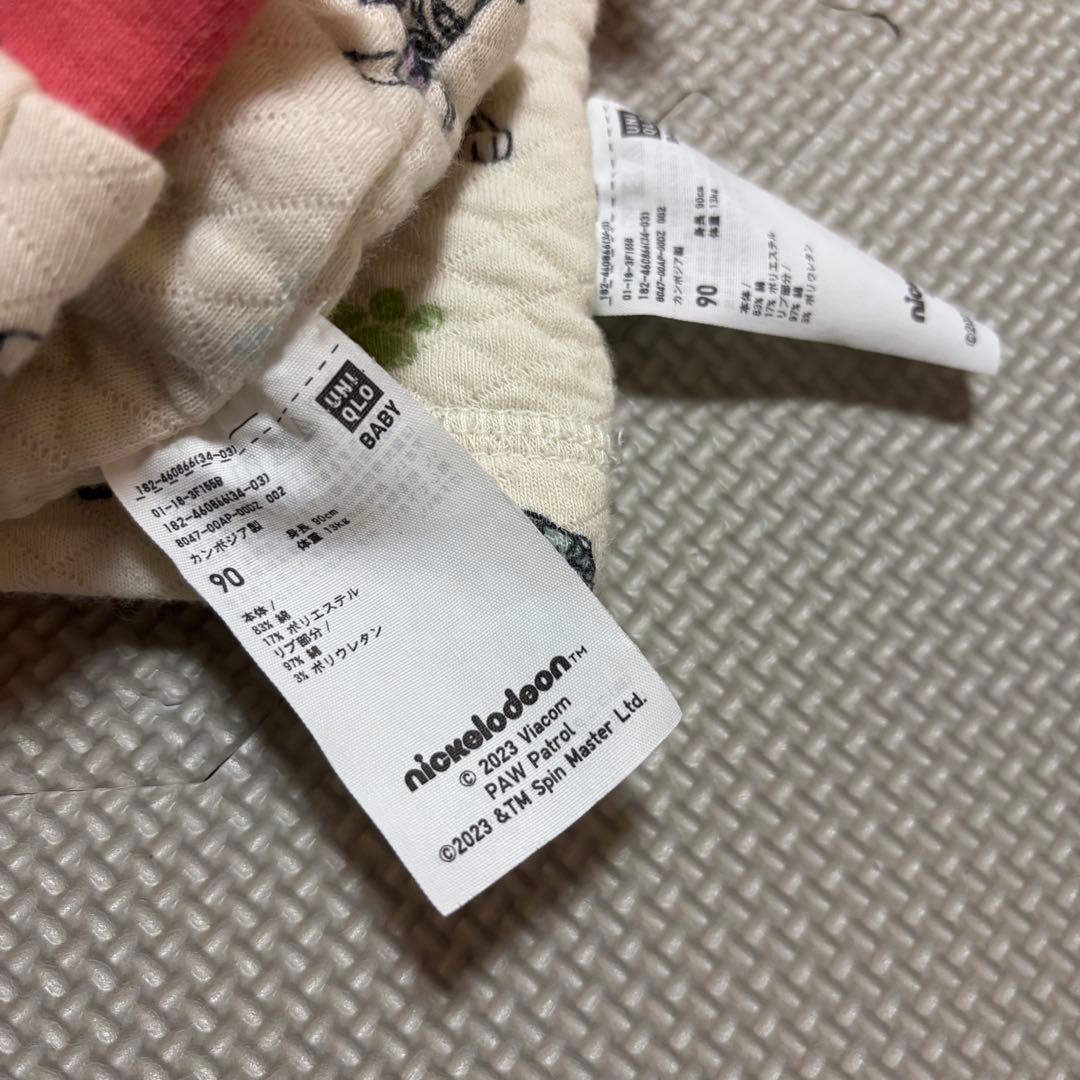 UNI
QLO
BABY
182-460866(34-03)
01-18-3F155B
182-460866(34-03)
8047-00AP-00DZ 002
カンボジア製
身長 90cm
体重 13kg
90
本体/
83% 綿
17% ポリエステル
リブ部分/
97% 綿
3% ポリウレタン
nickelodeon™
© 2023 Viacom
PAW Patrol
©2023 &TM Spin Master Ltd.
UNI
QLO
182-460866(34-03)
01-18-3F155B
182-460866(34-03)
8047-00AP-00DZ 002
カンボジア製
身長 90cm
体重 13kg
90
本体/
83% 綿
17% ポリエステル
リブ部分/
97% 綿
3% ポリウレタン